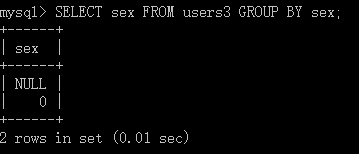 mysql> SELECT sex FROM users3 GROUP BY sex;
+------+
| sex  |
+------+
| NULL |
|    0 |
+------+
2 rows in set (0.01 sec)